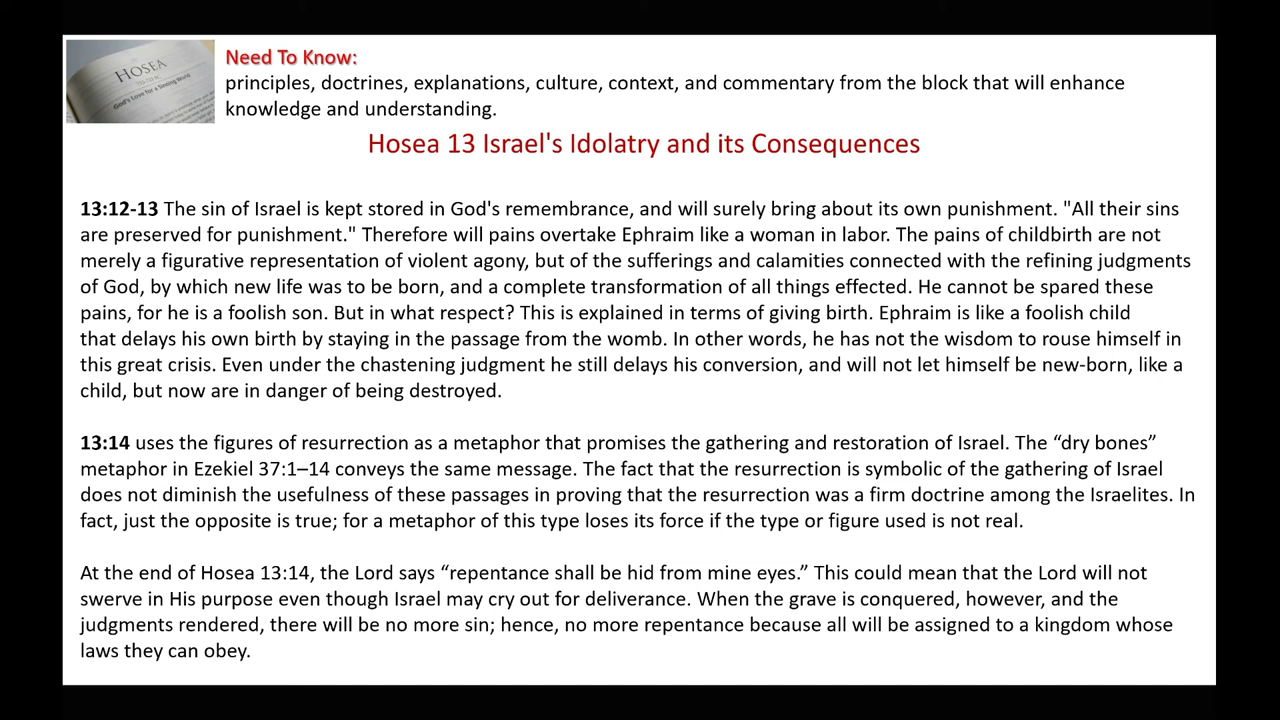 HOSEA
God's Love for a Sinning World
Need To Know:
principles, doctrines, explanations, culture, context, and commentary from the block that will enhance
knowledge and understanding.
Hosea 13 Israel's Idolatry and its Consequences
13:12-13 The sin of Israel is kept stored in God's remembrance, and will surely bring about its own punishment. "All their sins
are preserved for punishment." Therefore will pains overtake Ephraim like a woman in labor. The pains of childbirth are not
merely a figurative representation of violent agony, but of the sufferings and calamities connected with the refining judgments
of God, by which new life was to be born, and a complete transformation of all things effected. He cannot be spared these
pains, for he is a foolish son. But in what respect? This is explained in terms of giving birth. Ephraim is like a foolish child
that delays his own birth by staying in the passage from the womb. In other words, he has not the wisdom to rouse himself in
this great crisis. Even under the chastening judgment he still delays his conversion, and will not let himself be new-born, like a
child, but now are in danger of being destroyed.
13:14 uses the figures of resurrection as a metaphor that promises the gathering and restoration of Israel. The “dry bones”
metaphor in Ezekiel 37:1–14 conveys the same message. The fact that the resurrection is symbolic of the gathering of Israel
does not diminish the usefulness of these passages in proving that the resurrection was a firm doctrine among the Israelites. In
fact, just the opposite is true; for a metaphor of this type loses its force if the type or figure used is not real.
At the end of Hosea 13:14, the Lord says “repentance shall be hid from mine eyes.” This could mean that the Lord will not
swerve in His purpose even though Israel may cry out for deliverance. When the grave is conquered, however, and the
judgments rendered, there will be no more sin; hence, no more repentance because all will be assigned to a kingdom whose
laws they can obey.